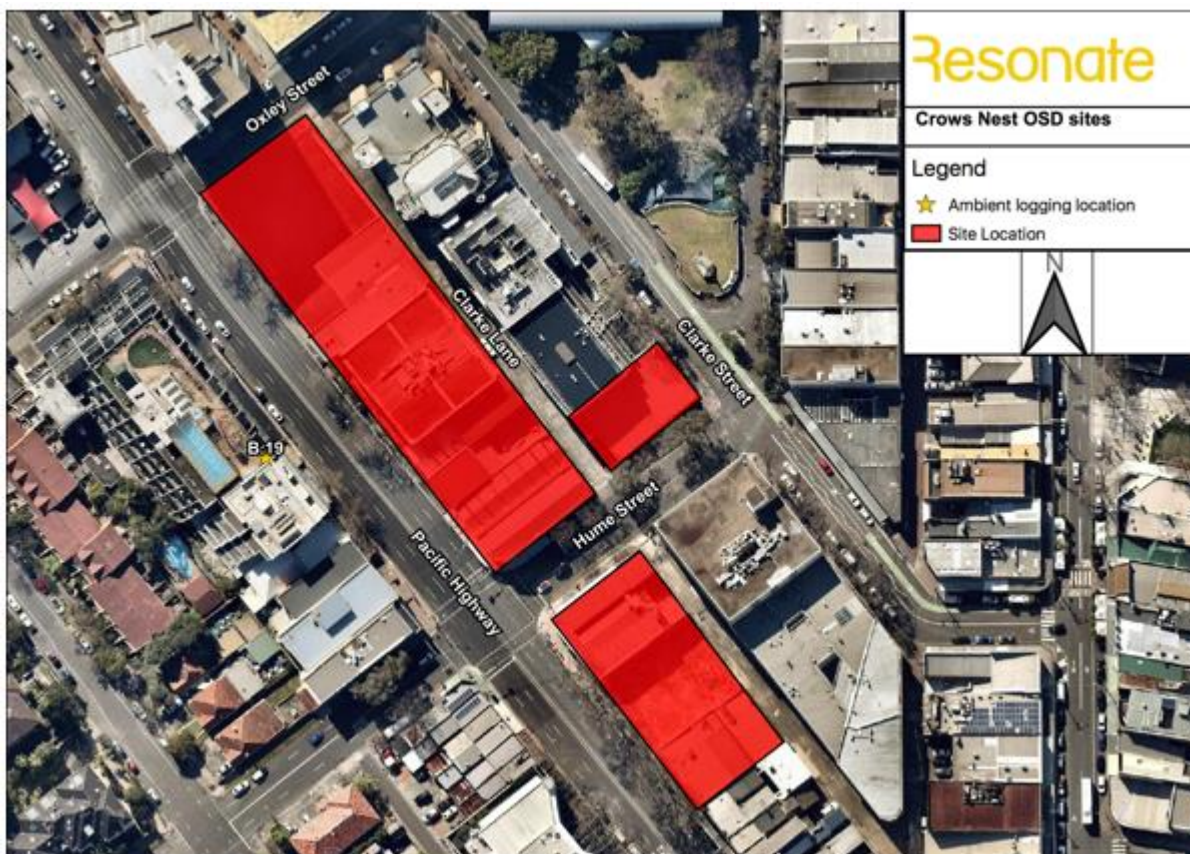 Resonate
Crows Nest OSD sites
Legend
Ambient logging location
Site Location
N
Oxley Street
Clarke Lane
Clarke Street
B-19
Hume Street
Pacific Highway